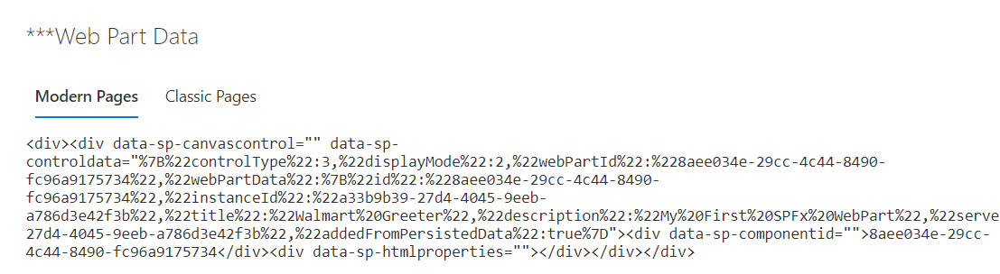 ***Web Part Data
Modern Pages Classic Pages
<div><div data-sp-canvascontrol="" data-sp-
controldata="%7B%22controlType%22:3,%22displayMode%22:2,%22webPartId%22:%228aee034e-29cc-4c44-8490-
fc96a9175734%22,%22webPartData%22:%7B%22id%22:%228aee034e-29cc-4c44-8490-
fc96a9175734%22,%22instanceId%22:%22a33b9b39-27d4-4045-9eeb-
a786d3e42f3b%22,%22title%22:%22Walmart%20Greeter%22,%22description%22:%22My%20First%20SPFx%20WebPart%22,%22serve
27d4-4045-9eeb-a786d3e42f3b%22,%22addedFromPersistedData%22:true%7D"><div data-sp-componentid="">8aee034e-29cc-
4c44-8490-fc96a9175734</div><div data-sp-htmlproperties=""></div></div></div>